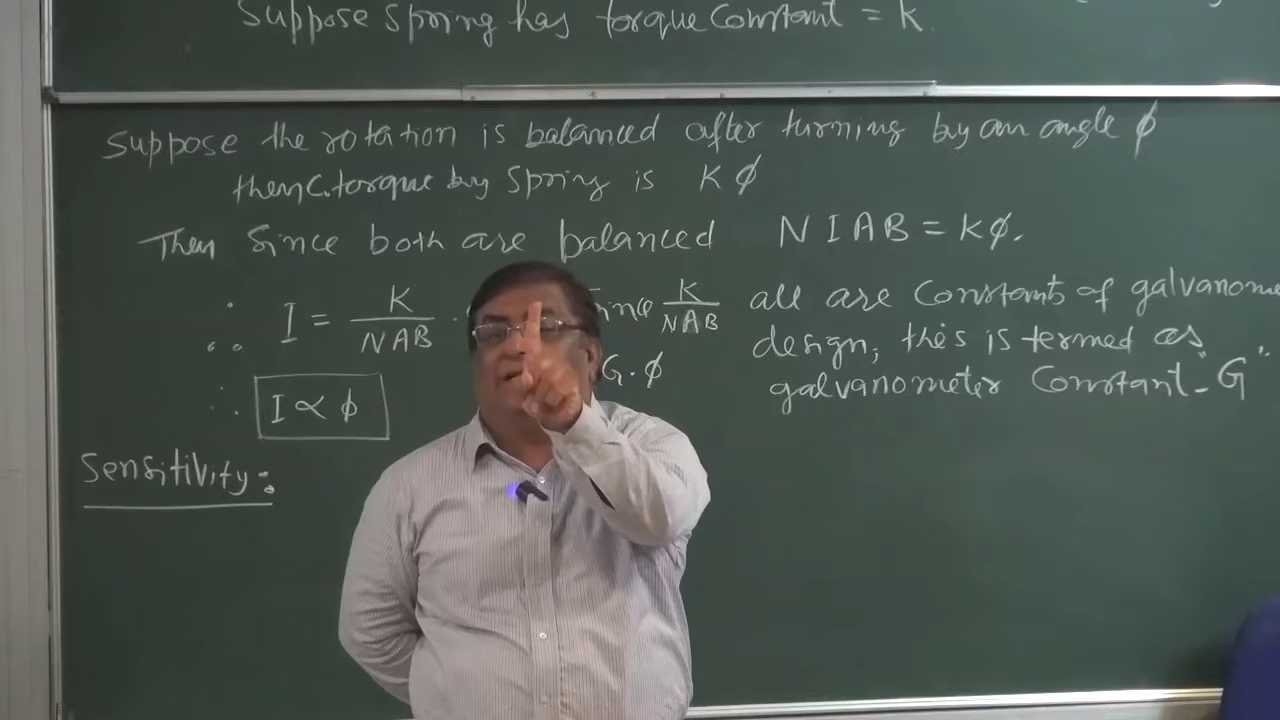 Suppose spring has torque constant = K
Suppose the rotation is balanced after turning by an angle φ
then C. torque by spring is Kφ
Then since both are balanced NIAB = Kφ.
∴ I = K/NAB . since K/NAB all are constants of galvanome
design, this is termed as
G. φ galvanometer constant - "G"
∴ I ∝ φ
Sensitivity :-